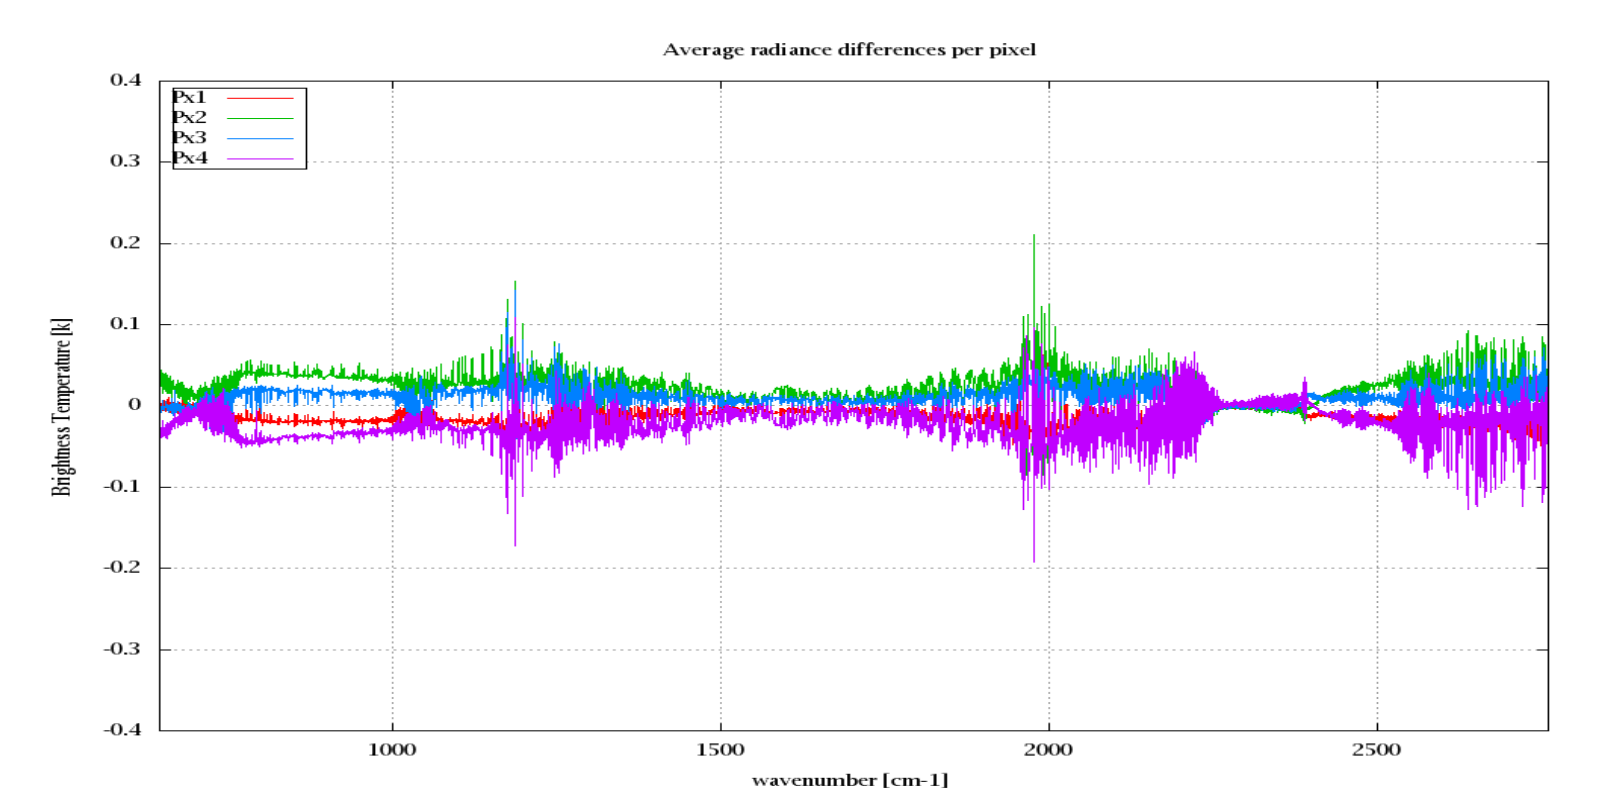 Average radiance differences per pixel
0.4
Px1
Px2
Px3
Px4
0.3
0.2
0.1
0
-0.1
-0.2
-0.3
-0.4
Brightness Temperature [k]
1000
1500
2000
2500
wavenumber [cm-1]